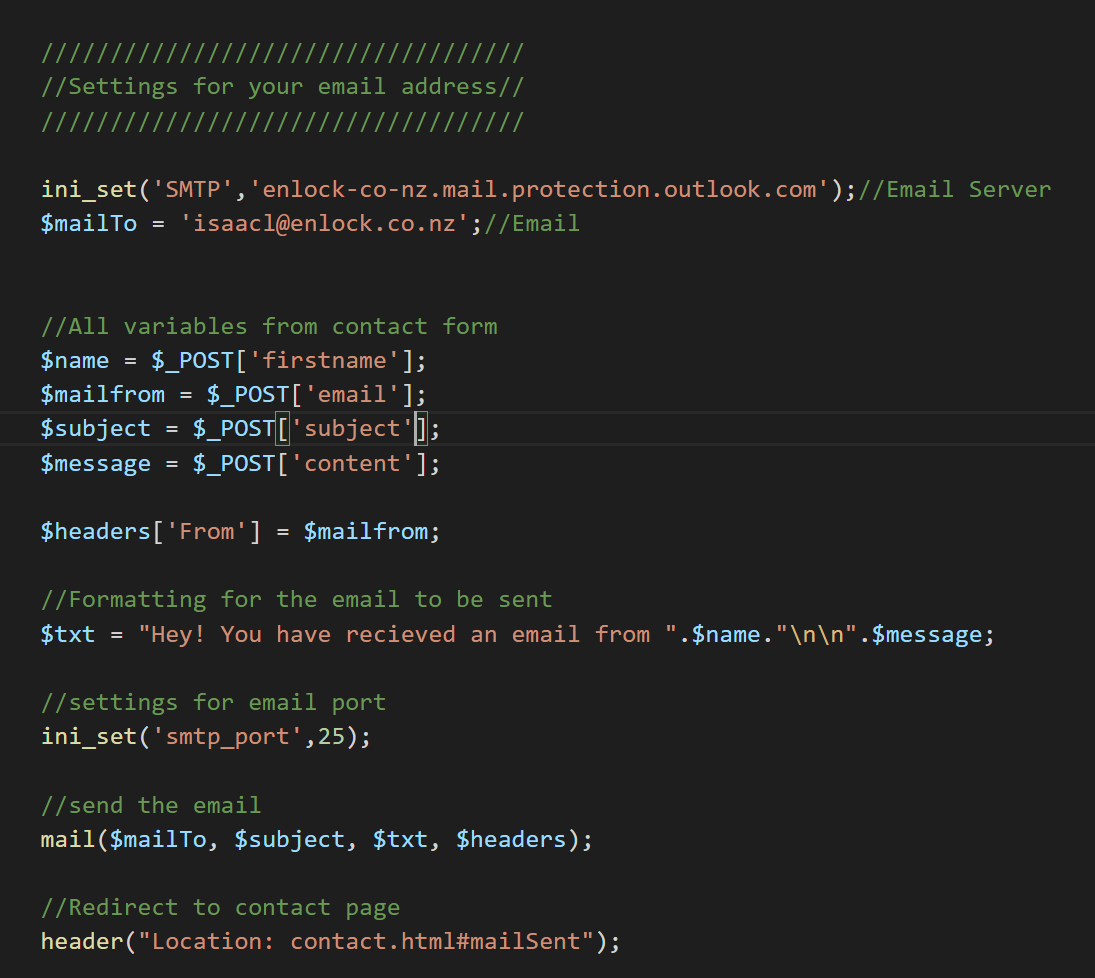 ///////////////////////////////////
//Settings for your email address//
///////////////////////////////////
ini_set('SMTP','enlock-co-nz.mail.protection.outlook.com');//Email Server
$mailTo = 'isaacl@enlock.co.nz';//Email
//All variables from contact form
$name = $_POST['firstname'];
$mailfrom = $_POST['email'];
$subject = $_POST['subject'];
$message = $_POST['content'];
$headers['From'] = $mailfrom;
//Formatting for the email to be sent
$txt = "Hey! You have recieved an email from ".$name."\n\n".$message;
//settings for email port
ini_set('smtp_port',25);
//send the email
mail($mailTo, $subject, $txt, $headers);
//Redirect to contact page
header("Location: contact.html#mailSent");